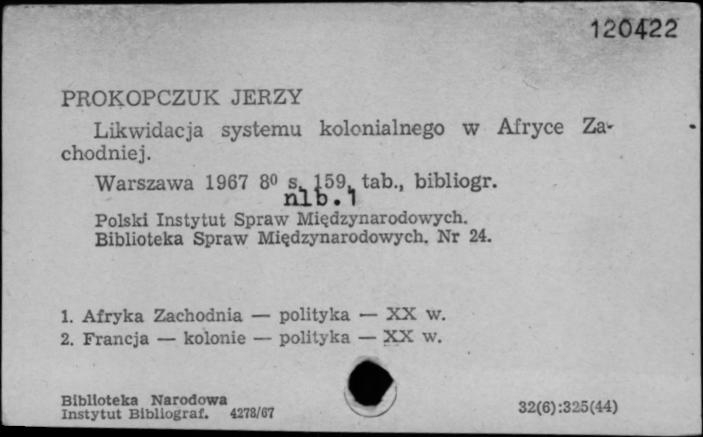 120422
PROKOPCZUK JERZY
Likwidacja systemu kolonialnego w Afryce Za-
chodniej.
Warszawa 1967 8⁰ s. 159, tab., bibliogr.
nlb. 1
Polski Instytut Spraw Międzynarodowych.
Biblioteka Spraw Międzynarodowych. Nr 24.
1. Afryka Zachodnia — polityka — XX w.
2. Francja — kolonie — polityka — XX w.
Biblioteka Narodowa
Instytut Bibliograf. 4278/67
32(6):325(44)